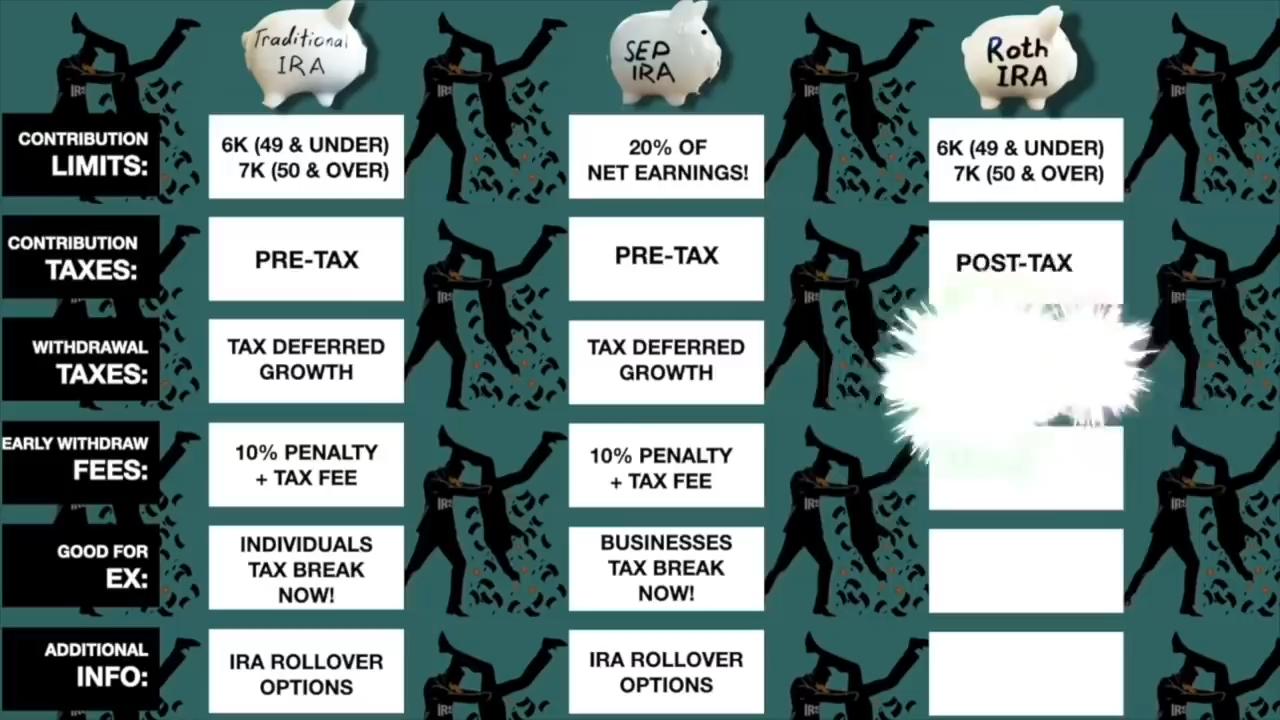 Traditional
IRA
SEP
IRA
Roth
IRA
CONTRIBUTION
LIMITS:
6K (49 & UNDER)
7K (50 & OVER)
20% OF
NET EARNINGS!
6K (49 & UNDER)
7K (50 & OVER)
CONTRIBUTION
TAXES:
PRE-TAX
PRE-TAX
POST-TAX
WITHDRAWAL
TAXES:
TAX DEFERRED
GROWTH
TAX DEFERRED
GROWTH
EARLY WITHDRAW
FEES:
10% PENALTY
+ TAX FEE
10% PENALTY
+ TAX FEE
GOOD FOR
EX:
INDIVIDUALS
TAX BREAK
NOW!
BUSINESSES
TAX BREAK
NOW!
ADDITIONAL
INFO:
IRA ROLLOVER
OPTIONS
IRA ROLLOVER
OPTIONS